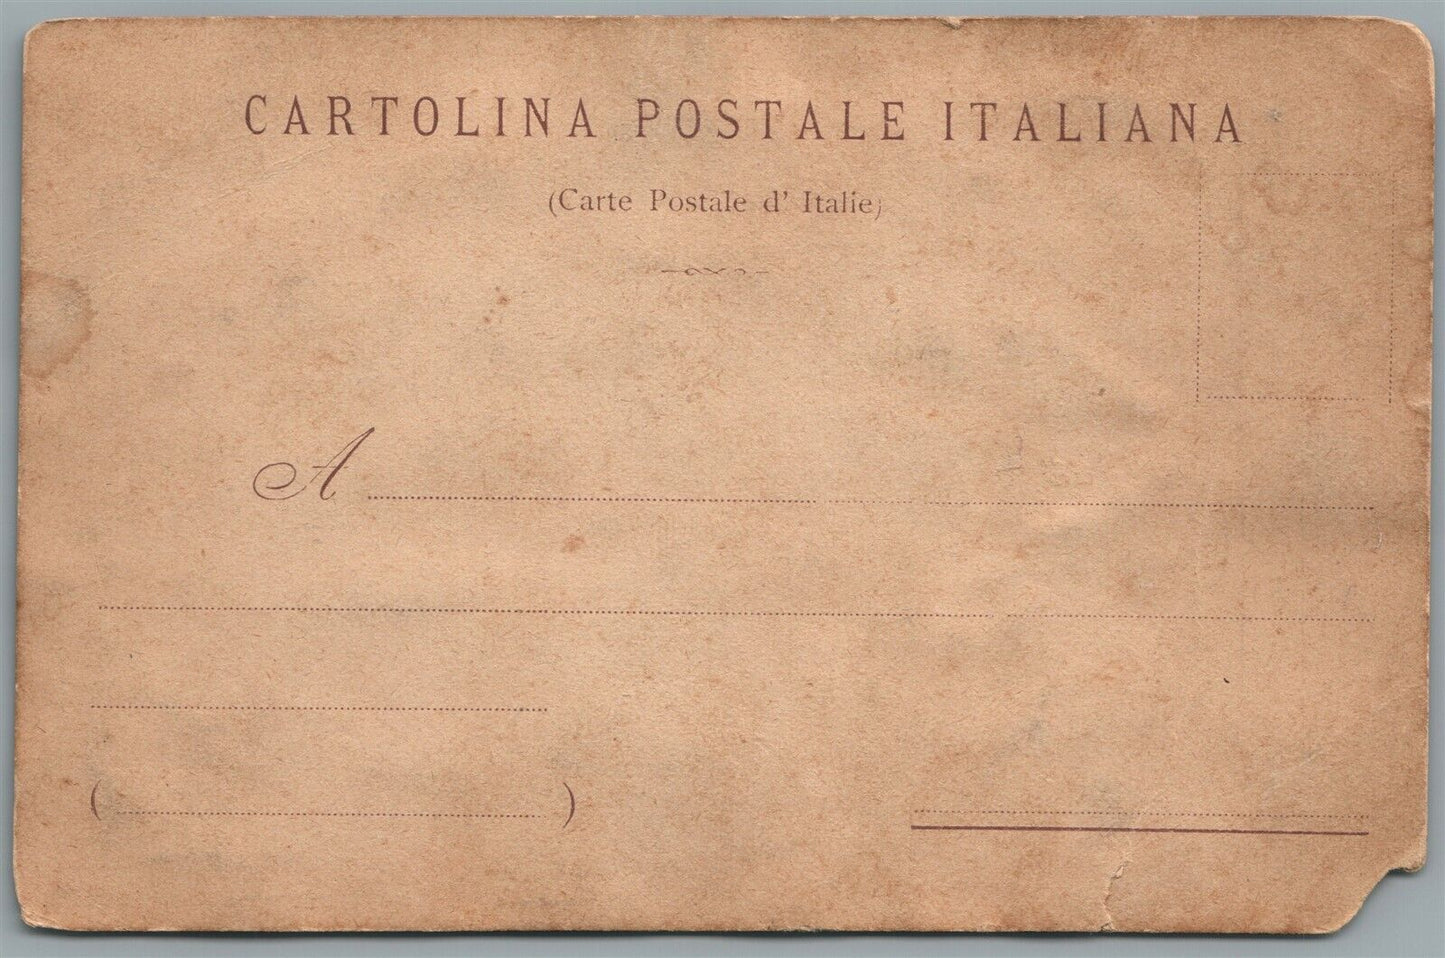 CARTOLINA POSTALE ITALIANA
(Carte Postale d' Italie)
A
( )